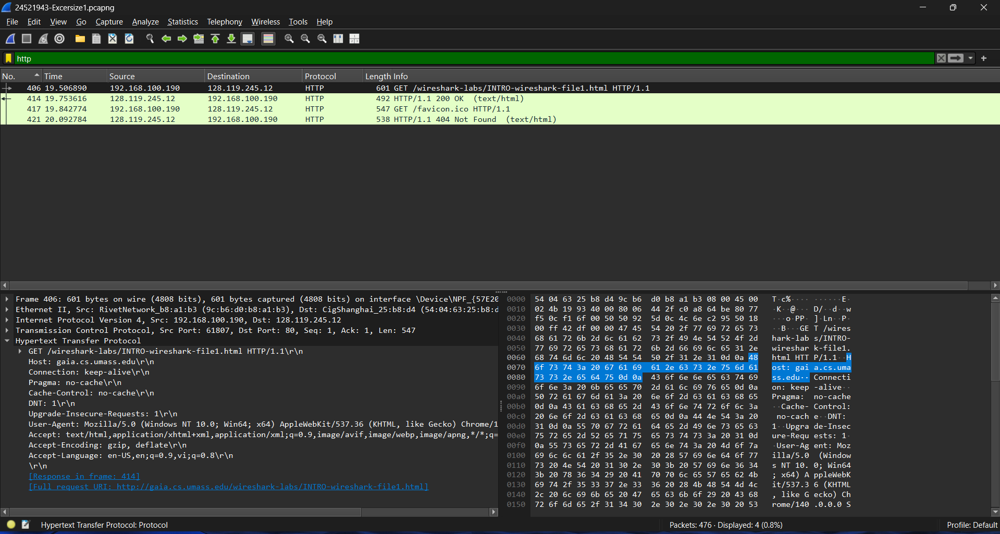 24521943-Excersize1.pcapng
File Edit View Go Capture Analyze Statistics Telephony Wireless Tools Help
http
No. Time Source Destination Protocol Length Info
406 19.506890 192.168.100.190 128.119.245.12 HTTP 601 GET /wireshark-labs/INTRO-wireshark-file1.html HTTP/1.1
414 19.753616 128.119.245.12 192.168.100.190 HTTP 492 HTTP/1.1 200 OK (text/html)
417 19.842774 192.168.100.190 128.119.245.12 HTTP 547 GET /favicon.ico HTTP/1.1
421 20.092784 128.119.245.12 192.168.100.190 HTTP 538 HTTP/1.1 404 Not Found (text/html)
Frame 406: 601 bytes on wire (4808 bits), 601 bytes captured (4808 bits) on interface \Device\NPF_{57E20
Ethernet II, Src: RivetNetwork_b8:a1:b3 (9c:b6:d0:b8:a1:b3), Dst: CigShanghai_25:b8:d4 (54:04:63:25:b8:d
Internet Protocol Version 4, Src: 192.168.100.190, Dst: 128.119.245.12
Transmission Control Protocol, Src Port: 61807, Dst Port: 80, Seq: 1, Ack: 1, Len: 547
Hypertext Transfer Protocol
GET /wireshark-labs/INTRO-wireshark-file1.html HTTP/1.1\r\n
Host: gaia.cs.umass.edu\r\n
Connection: keep-alive\r\n
Pragma: no-cache\r\n
Cache-Control: no-cache\r\n
DNT: 1\r\n
Upgrade-Insecure-Requests: 1\r\n
User-Agent: Mozilla/5.0 (Windows NT 10.0; Win64; x64) AppleWebKit/537.36 (KHTML, like Gecko) Chrome/1
Accept: text/html,application/xhtml+xml,application/xml;q=0.9,image/avif,image/webp,image/apng,*/*;q=
Accept-Encoding: gzip, deflate\r\n
Accept-Language: en-US,en;q=0.9,vi;q=0.8\r\n
\r\n
[Response in frame: 414]
[Full request URI: http://gaia.cs.umass.edu/wireshark-labs/INTRO-wireshark-file1.html]
0000 54 04 63 25 b8 d4 9c b6 d0 b8 a1 b3 08 00 45 00 T·c%···· ······E·
0010 02 4b 19 93 40 00 80 06 44 2f c0 a8 64 be 80 77 ·K··@··· D/··d··w
0020 f5 0c f1 6f 00 50 50 92 5d 0c 4c 6e c2 95 50 18 ···o·PP· ]·Ln··P·
0030 00 ff 42 df 00 00 47 45 54 20 2f 77 69 72 65 73 ··B···GE T /wires
0040 68 61 72 6b 2d 6c 61 62 73 2f 49 4e 54 52 4f 2d hark-lab s/INTRO-
0050 77 69 72 65 73 68 61 72 6b 2d 66 69 6c 65 31 2e wireshar k-file1.
0060 68 74 6d 6c 20 48 54 54 50 2f 31 2e 31 0d 0a 48 html HTT P/1.1··H
0070 6f 73 74 3a 20 67 61 69 61 2e 63 73 2e 75 6d 61 ost: gai a.cs.uma
0080 73 73 2e 65 64 75 0d 0a 43 6f 6e 6e 65 63 74 69 ss.edu·· Connecti
0090 6f 6e 3a 20 6b 65 65 70 2d 61 6c 69 76 65 0d 0a on: keep -alive··
00a0 50 72 61 67 6d 61 3a 20 6e 6f 2d 63 61 63 68 65 Pragma: no-cache
00b0 0d 0a 43 61 63 68 65 2d 43 6f 6e 74 72 6f 6c 3a ··Cache- Control:
00c0 20 6e 6f 2d 63 61 63 68 65 0d 0a 44 4e 54 3a 20 no-cach e··DNT:
00d0 31 0d 0a 55 70 67 72 61 64 65 2d 49 6e 73 65 63 1··Upgra de-Insec
00e0 75 72 65 2d 52 65 71 75 65 73 74 73 3a 20 31 0d ure-Requ ests: 1·
00f0 0a 55 73 65 72 2d 41 67 65 6e 74 3a 20 4d 6f 7a ·User-Ag ent: Moz
0100 69 6c 6c 61 2f 35 2e 30 20 28 57 69 6e 64 6f 77 illa/5.0 (Window
0110 73 20 4e 54 20 31 30 2e 30 3b 20 57 69 6e 36 34 s NT 10. 0; Win64
0120 3b 20 78 36 34 29 20 41 70 70 6c 65 57 65 62 4b ; x64) A ppleWebK
0130 69 74 2f 35 33 37 2e 33 36 20 28 4b 48 54 4d 4c it/537.3 6 (KHTML
0140 2c 20 6c 69 6b 65 20 47 65 63 6b 6f 29 20 43 68 , like G ecko) Ch
0150 72 6f 6d 65 2f 31 34 30 2e 30 2e 30 2e 30 20 53 rome/140 .0.0.0 S
Hypertext Transfer Protocol: Protocol
Packets: 476 · Displayed: 4 (0.8%)
Profile: Default